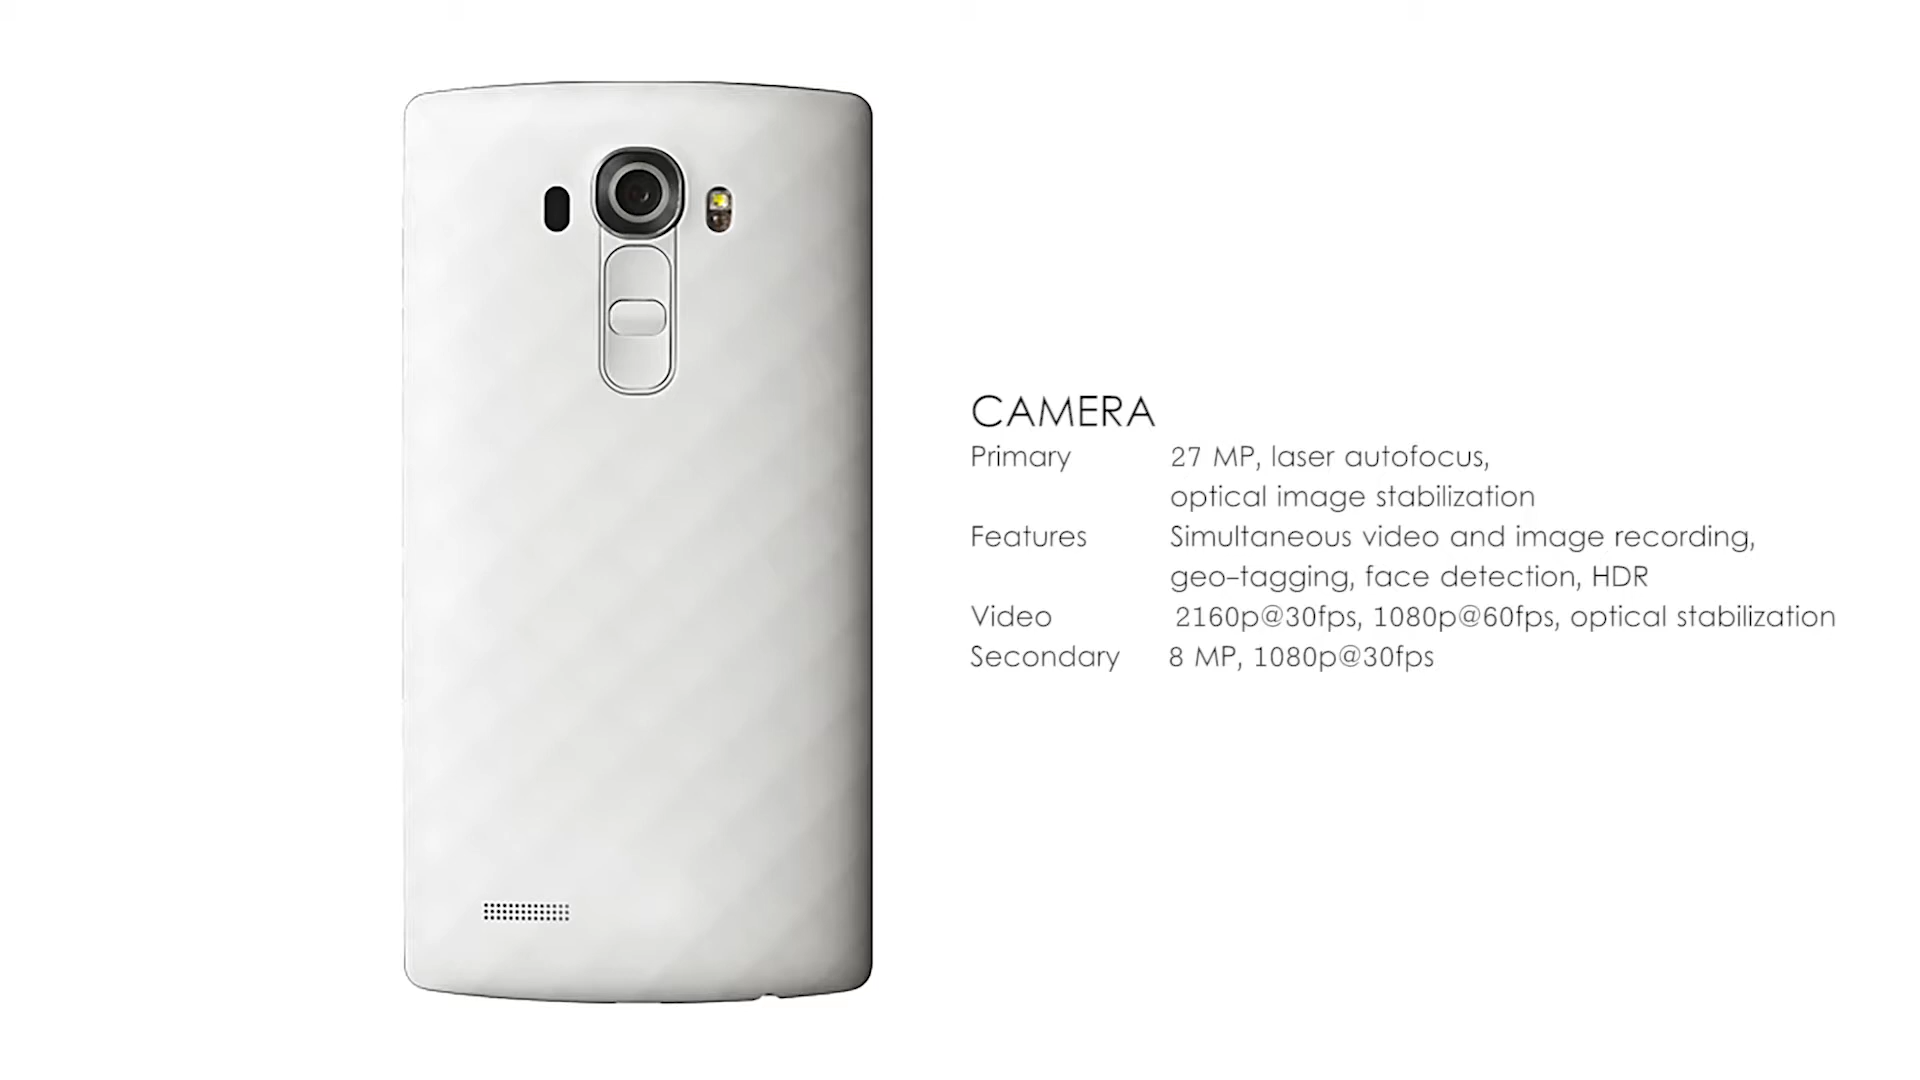 CAMERA
Primary 27 MP, laser autofocus,
optical image stabilization
Features Simultaneous video and image recording,
geo-tagging, face detection, HDR
Video 2160p@30fps, 1080p@60fps, optical stabilization
Secondary 8 MP, 1080p@30fps